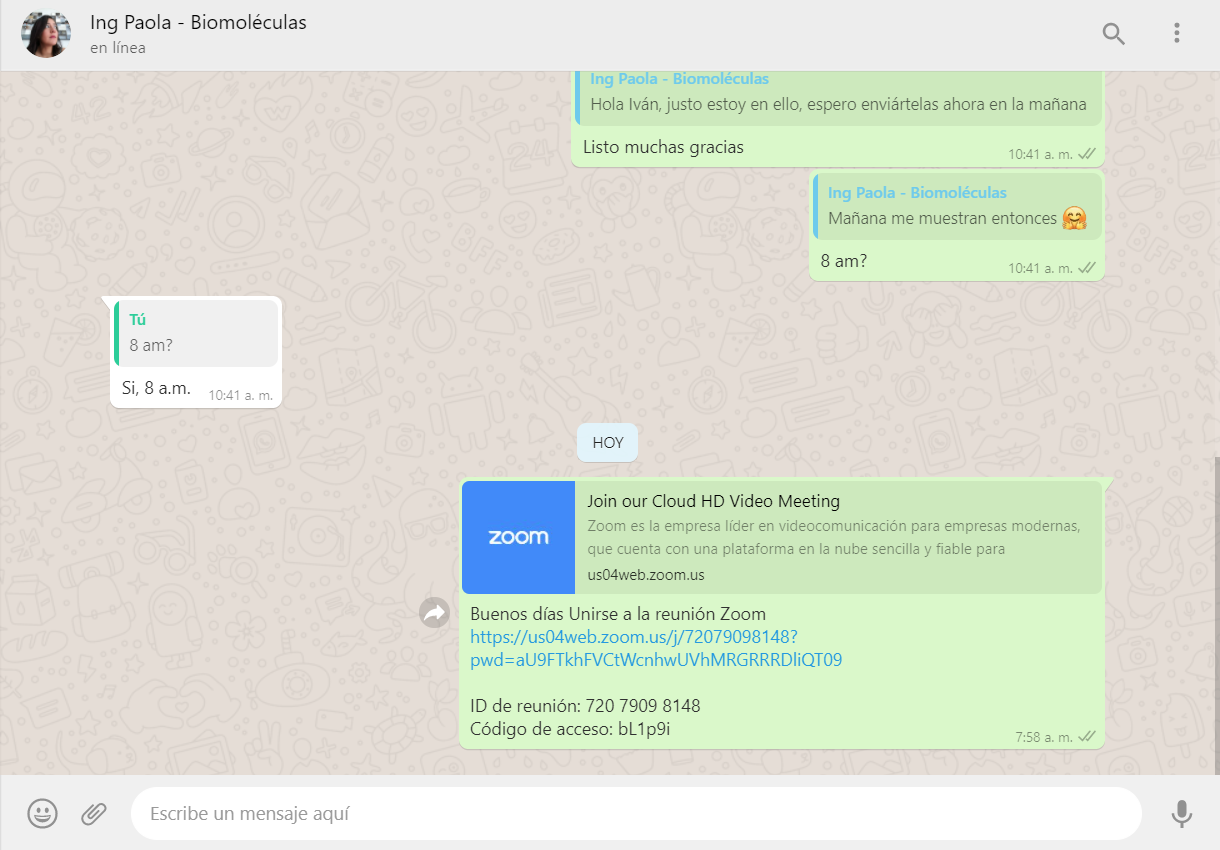 Ing Paola - Biomoléculas
en línea
Ing Paola - Biomoléculas
Hola Iván, justo estoy en ello, espero enviártelas ahora en la mañana
Listo muchas gracias
10:41 a. m.
Ing Paola - Biomoléculas
Mañana me muestran entonces 🤗
8 am?
10:41 a. m.
Tú
8 am?
Si, 8 a.m.
10:41 a. m.
HOY
zoom
Join our Cloud HD Video Meeting
Zoom es la empresa líder en videocomunicación para empresas modernas,
que cuenta con una plataforma en la nube sencilla y fiable para
us04web.zoom.us
Buenos días Unirse a la reunión Zoom
https://us04web.zoom.us/j/72079098148?
pwd=aU9FTkhFVCtWcnhwUVhMRGRRRDliQT09
ID de reunión: 720 7909 8148
Código de acceso: bL1p9i
7:58 a. m.
Escribe un mensaje aquí